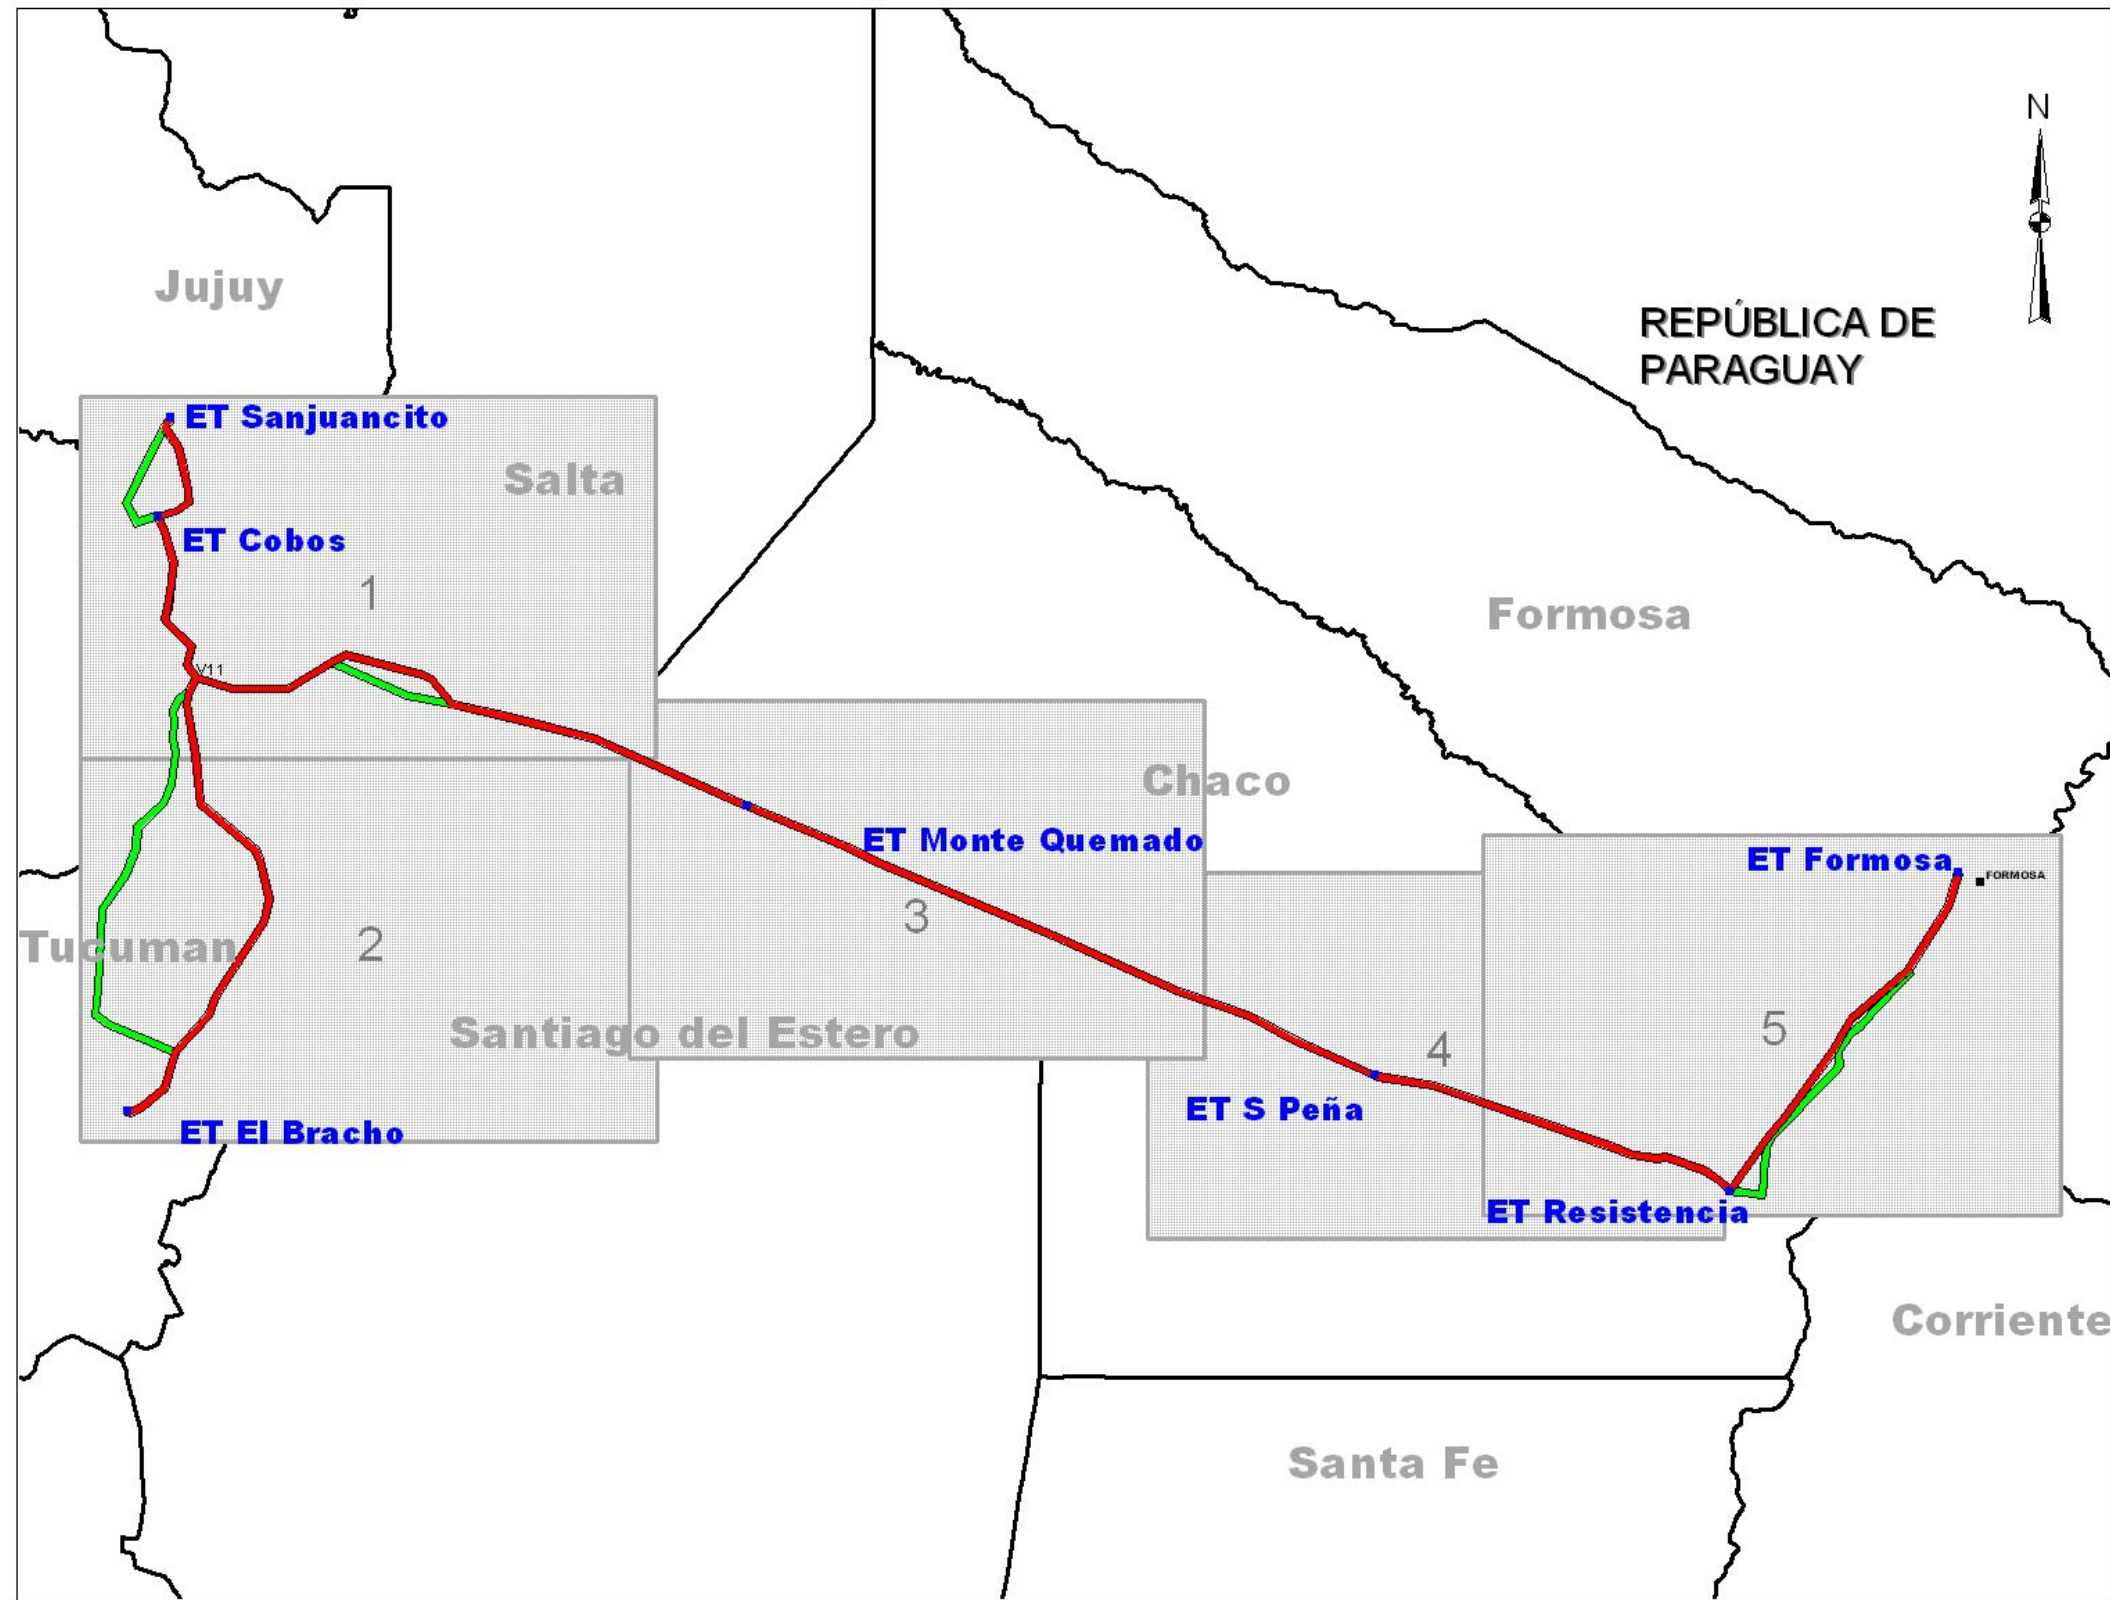 N
Jujuy
REPÚBLICA DE
PARAGUAY
ET Sanjuancito
Salta
ET Cobos
1
Formosa
V11
Chaco
ET Monte Quemado
ET Formosa
FORMOSA
3
Tucuman
2
Santiago del Estero
4
5
ET S Peña
ET El Bracho
ET Resistencia
Corriente
Santa Fe